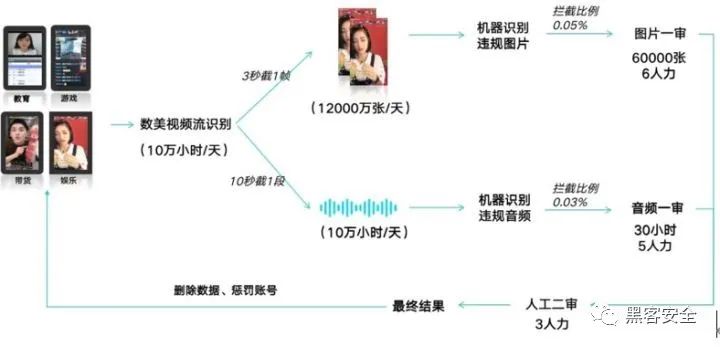 教育
游戏
带货
娱乐
数美视频流识别
(10万小时/天)
3秒截1帧
10秒截1段
(12000万张/天)
(10万小时/天)
机器识别
违规图片
拦截比例
0.05%
图片一审
60000张
6人力
机器识别
违规音频
拦截比例
0.03%
音频一审
30小时
5人力
人工二审
3人力
最终结果
删除数据、惩罚账号
黑客安全